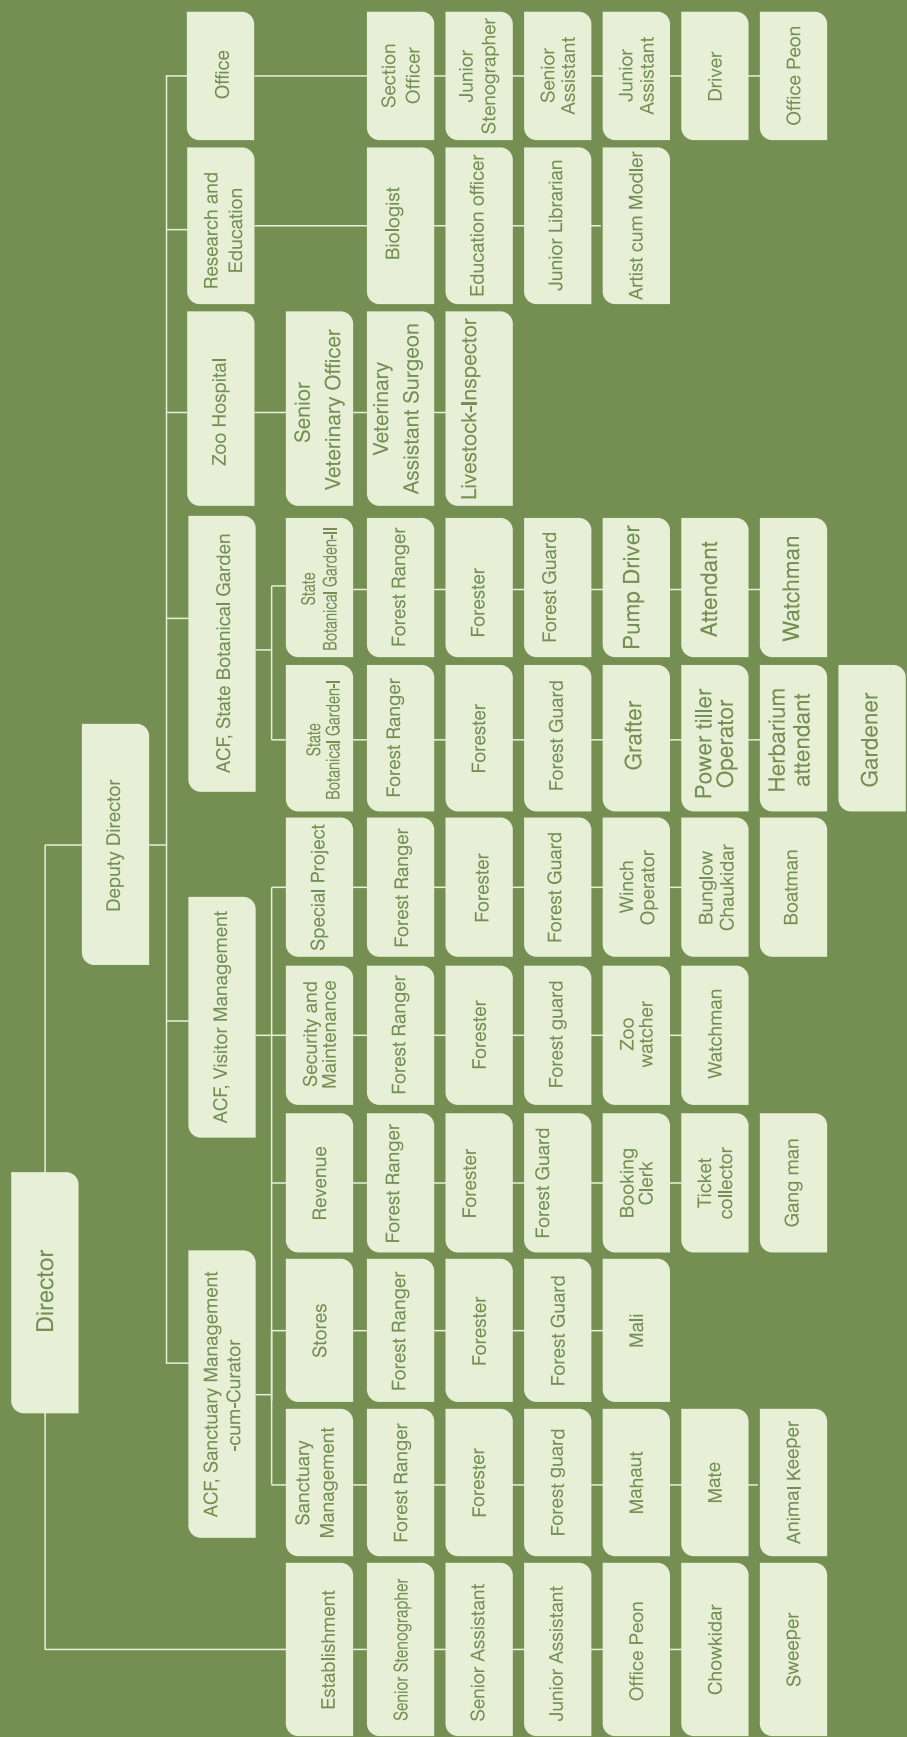 Director
Deputy Director
ACF, Sanctuary Management
-cum-Curator
ACF, Visitor Management
ACF, State Botanical Garden
Zoo Hospital
Research and
Education
Office
Establishment
Senior Stenographer
Senior Assistant
Junior Assistant
Office Peon
Chowkidar
Sweeper
Sanctuary
Management
Forest Ranger
Forester
Forest guard
Mahaut
Mate
Animal Keeper
Stores
Forest Ranger
Forester
Forest Guard
Mali
Revenue
Forest Ranger
Forester
Forest Guard
Booking
Clerk
Ticket
collector
Gang man
Security and
Maintenance
Forest Ranger
Forester
Forest guard
Zoo
watcher
Watchman
Special Project
Forest Ranger
Forester
Forest Guard
Winch
Operator
Bunglow
Chaukidar
Boatman
State
Botanical Garden-I
Forest Ranger
Forester
Forest Guard
Grafter
Power tiller
Operator
Herbarium
attendant
Gardener
State
Botanical Garden-II
Forest Ranger
Forester
Forest Guard
Pump Driver
Attendant
Watchman
Senior
Veterinary Officer
Veterinary
Assistant Surgeon
Livestock-Inspector
Biologist
Education officer
Junior Librarian
Artist cum Modler
Section
Officer
Junior
Stenographer
Senior
Assistant
Junior
Assistant
Driver
Office Peon